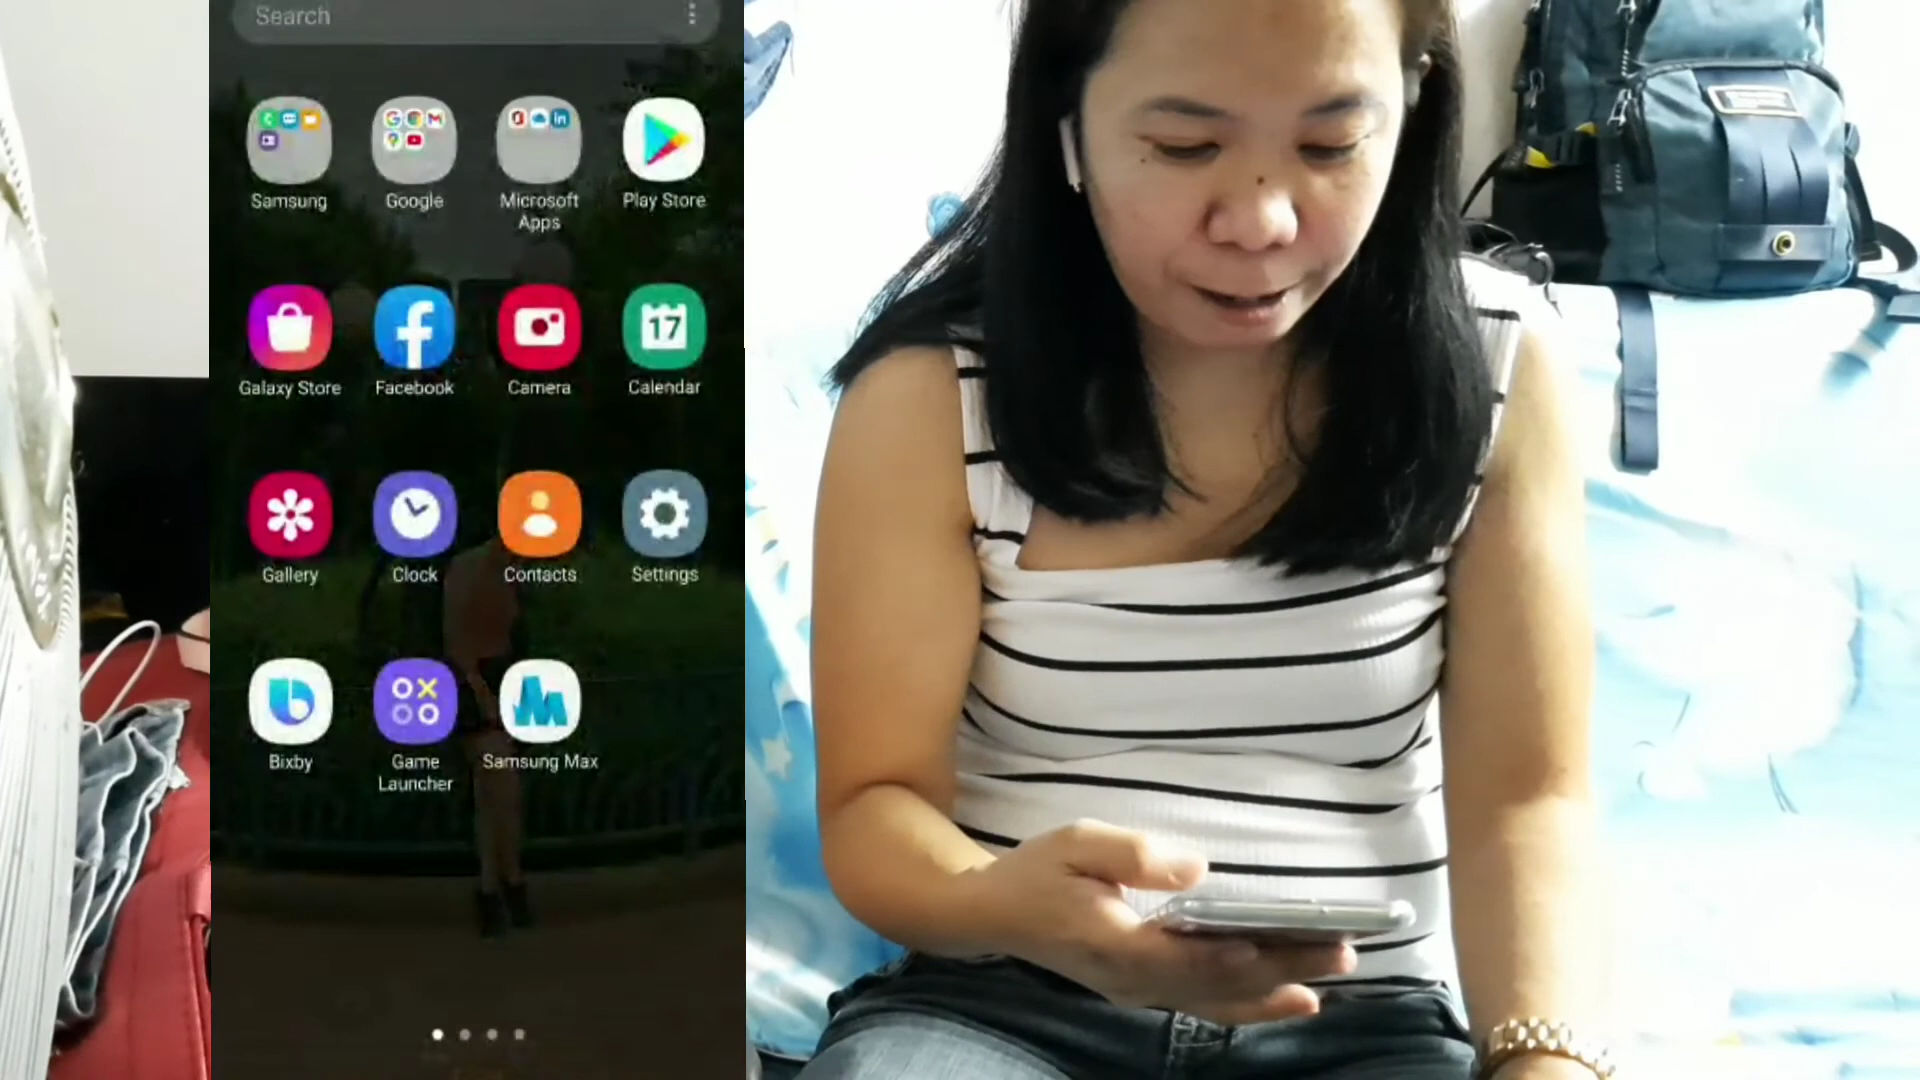 Search
Samsung
Google
Microsoft
Apps
Play Store
Galaxy Store
Facebook
Camera
17
Calendar
Gallery
Clock
Contacts
Settings
Bixby
Game
Launcher
Samsung Max